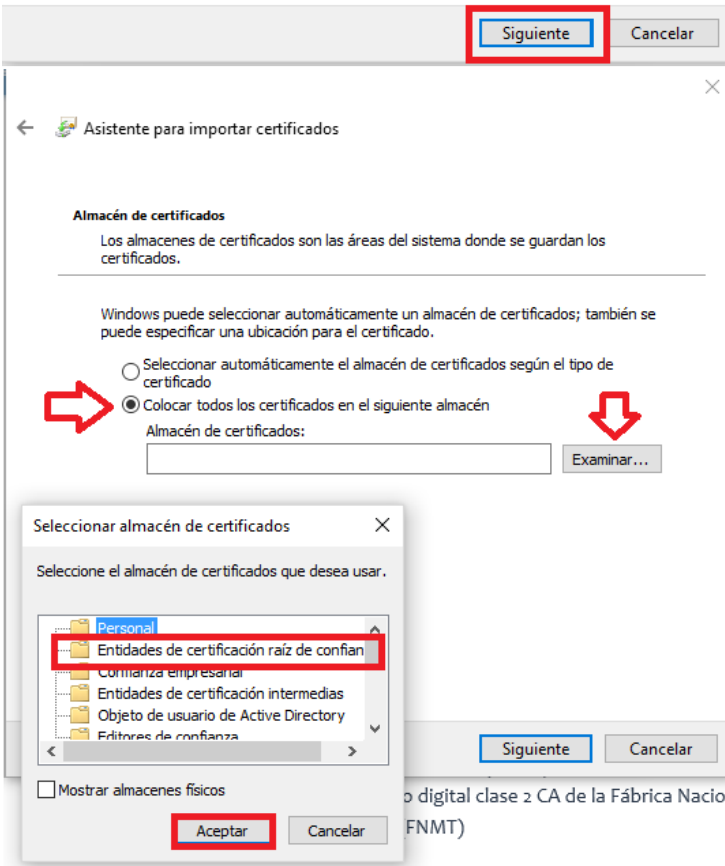 Siguiente Cancelar
Asistente para importar certificados
Almacén de certificados
Los almacenes de certificados son las áreas del sistema donde se guardan los
certificados.
Windows puede seleccionar automáticamente un almacén de certificados; también se
puede especificar una ubicación para el certificado.
Seleccionar automáticamente el almacén de certificados según el tipo de
certificado
Colocar todos los certificados en el siguiente almacén
Almacén de certificados:
Examinar...
Seleccionar almacén de certificados
Seleccione el almacén de certificados que desea usar.
Personal
Entidades de certificación raíz de confian
Confianza empresarial
Entidades de certificación intermedias
Objeto de usuario de Active Directory
Editores de confianza
Mostrar almacenes físicos
Aceptar Cancelar
Siguiente Cancelar
o digital clase 2 CA de la Fábrica Nacio
FNMT)